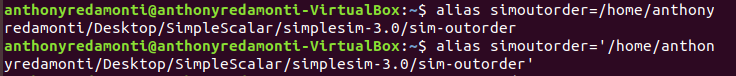 anthonyredamonti@anthonyredamonti-VirtualBox:~$ alias simoutorder=/home/anthony
redamonti/Desktop/SimpleScalar/simplesim-3.0/sim-outorder
anthonyredamonti@anthonyredamonti-VirtualBox:~$ alias simoutorder='/home/anthon
yredamonti/Desktop/SimpleScalar/simplesim-3.0/sim-outorder'